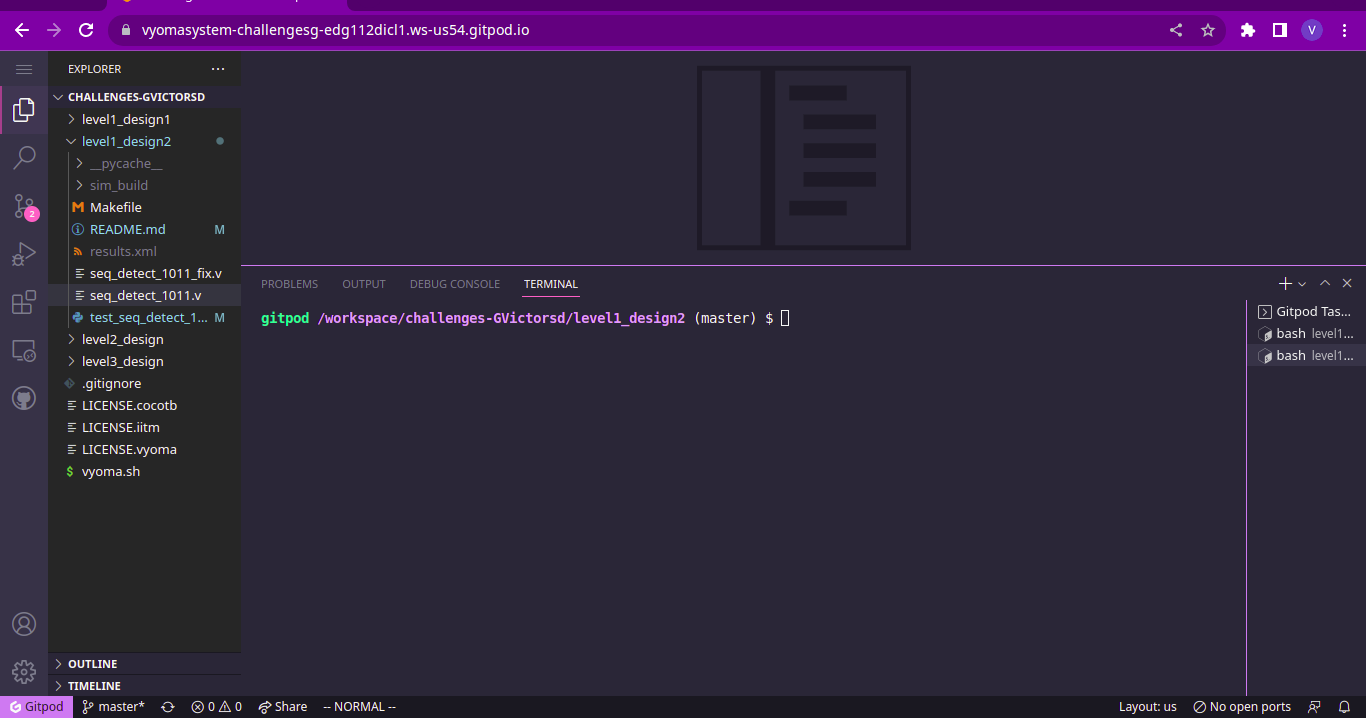 vyomasystem-challengesg-edg112dicl1.ws-us54.gitpod.io
V
EXPLORER
CHALLENGES-GVICTORSD
level1_design1
level1_design2
__pycache__
sim_build
Makefile
README.md M
results.xml
seq_detect_1011_fix.v
seq_detect_1011.v
test_seq_detect_1... M
level2_design
level3_design
.gitignore
LICENSE.cocotb
LICENSE.iitm
LICENSE.vyoma
$ vyoma.sh
OUTLINE
TIMELINE
2
PROBLEMS OUTPUT DEBUG CONSOLE TERMINAL
gitpod /workspace/challenges-GVictorsd/level1_design2 (master) $
Gitpod Tas...
bash level1...
bash level1...
Gitpod master* 0 0 Share -- NORMAL -- Layout: us No open ports